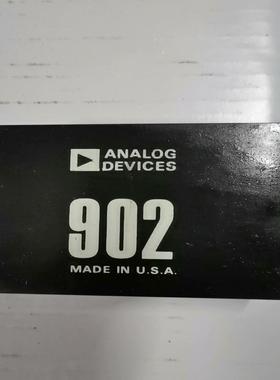 ANALOG
DEVICES
902
MADE IN U.S.A.